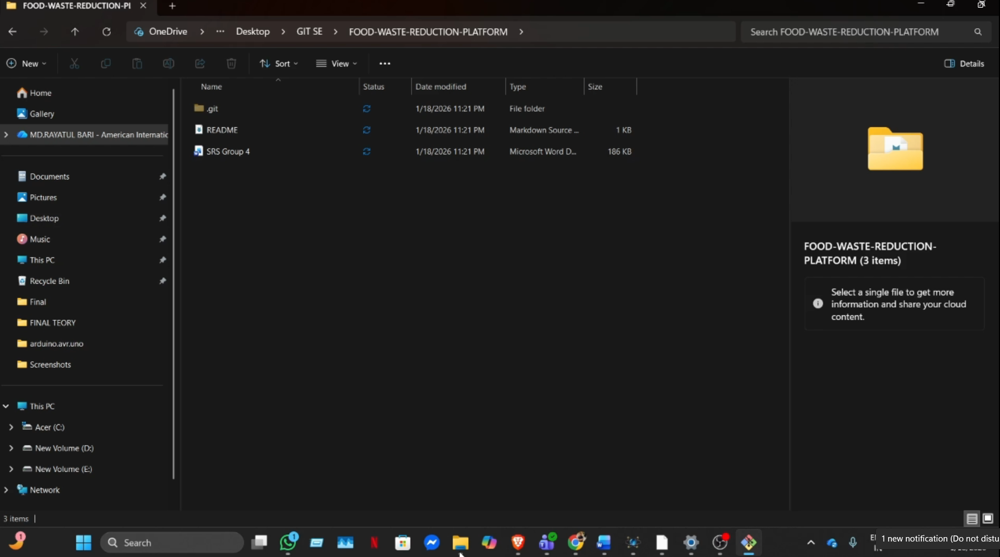 FOOD-WASTE-REDUCTION-PI
OneDrive > ... Desktop > GIT SE > FOOD-WASTE-REDUCTION-PLATFORM >
Search FOOD-WASTE-REDUCTION-PLATFORM
New Sort View ... Details
Name Status Date modified Type Size
.git 1/18/2026 11:21 PM File folder
README 1/18/2026 11:21 PM Markdown Source ... 1 KB
SRS Group 4 1/18/2026 11:21 PM Microsoft Word D... 186 KB
Home
Gallery
MD.RAYATUL BARI - American Internatic
Documents
Pictures
Desktop
Music
This PC
Recycle Bin
Final
FINAL TEORY
arduino.avr.uno
Screenshots
This PC
Acer (C:)
New Volume (D:)
New Volume (E:)
Network
FOOD-WASTE-REDUCTION-
PLATFORM (3 items)
Select a single file to get more
information and share your cloud
content.
3 items
1
Search
1
1 new notification (Do not distu